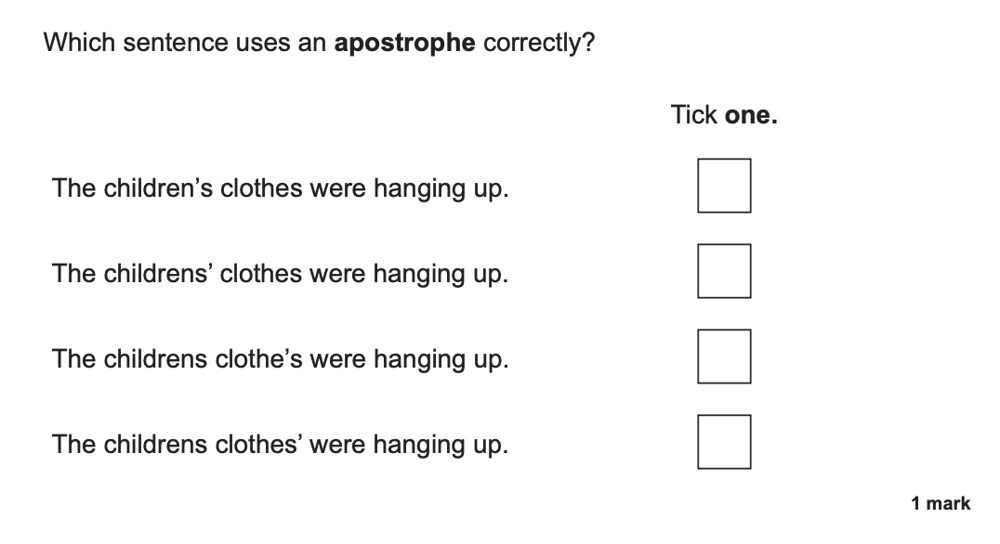 Which sentence uses an apostrophe correctly?
Tick one.
The children’s clothes were hanging up.
The childrens’ clothes were hanging up.
The childrens clothe’s were hanging up.
The childrens clothes’ were hanging up.
1 mark